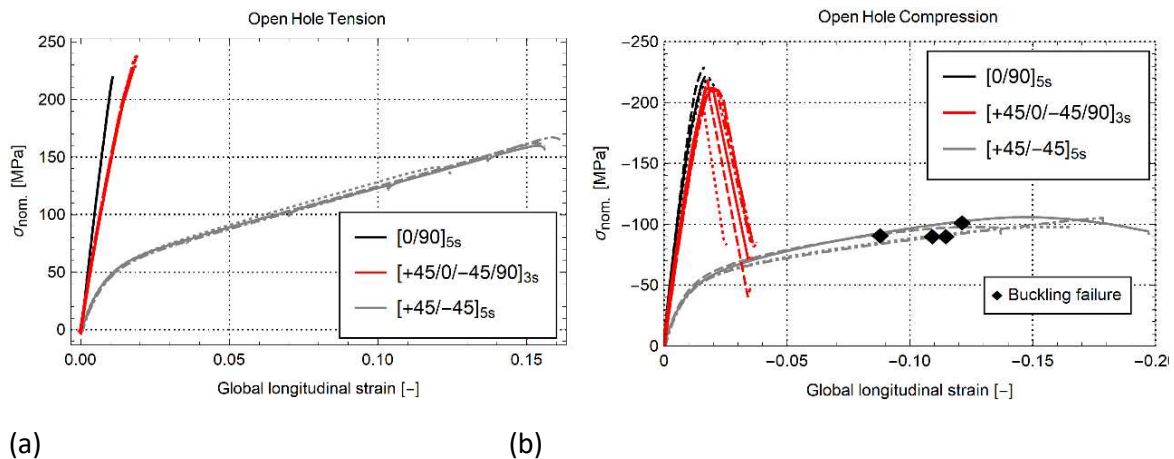 Open Hole Tension
250
200
150
100
50
0
σnom. [MPa]
0.00
0.05
0.10
0.15
Global longitudinal strain [−]
[0/90]5s
[+45/0/−45/90]3s
[+45/−45]5s
(a)
Open Hole Compression
−250
−200
−150
−100
−50
0
σnom. [MPa]
0
−0.05
−0.10
−0.15
−0.20
Global longitudinal strain [−]
[0/90]5s
[+45/0/−45/90]3s
[+45/−45]5s
Buckling failure
(b)